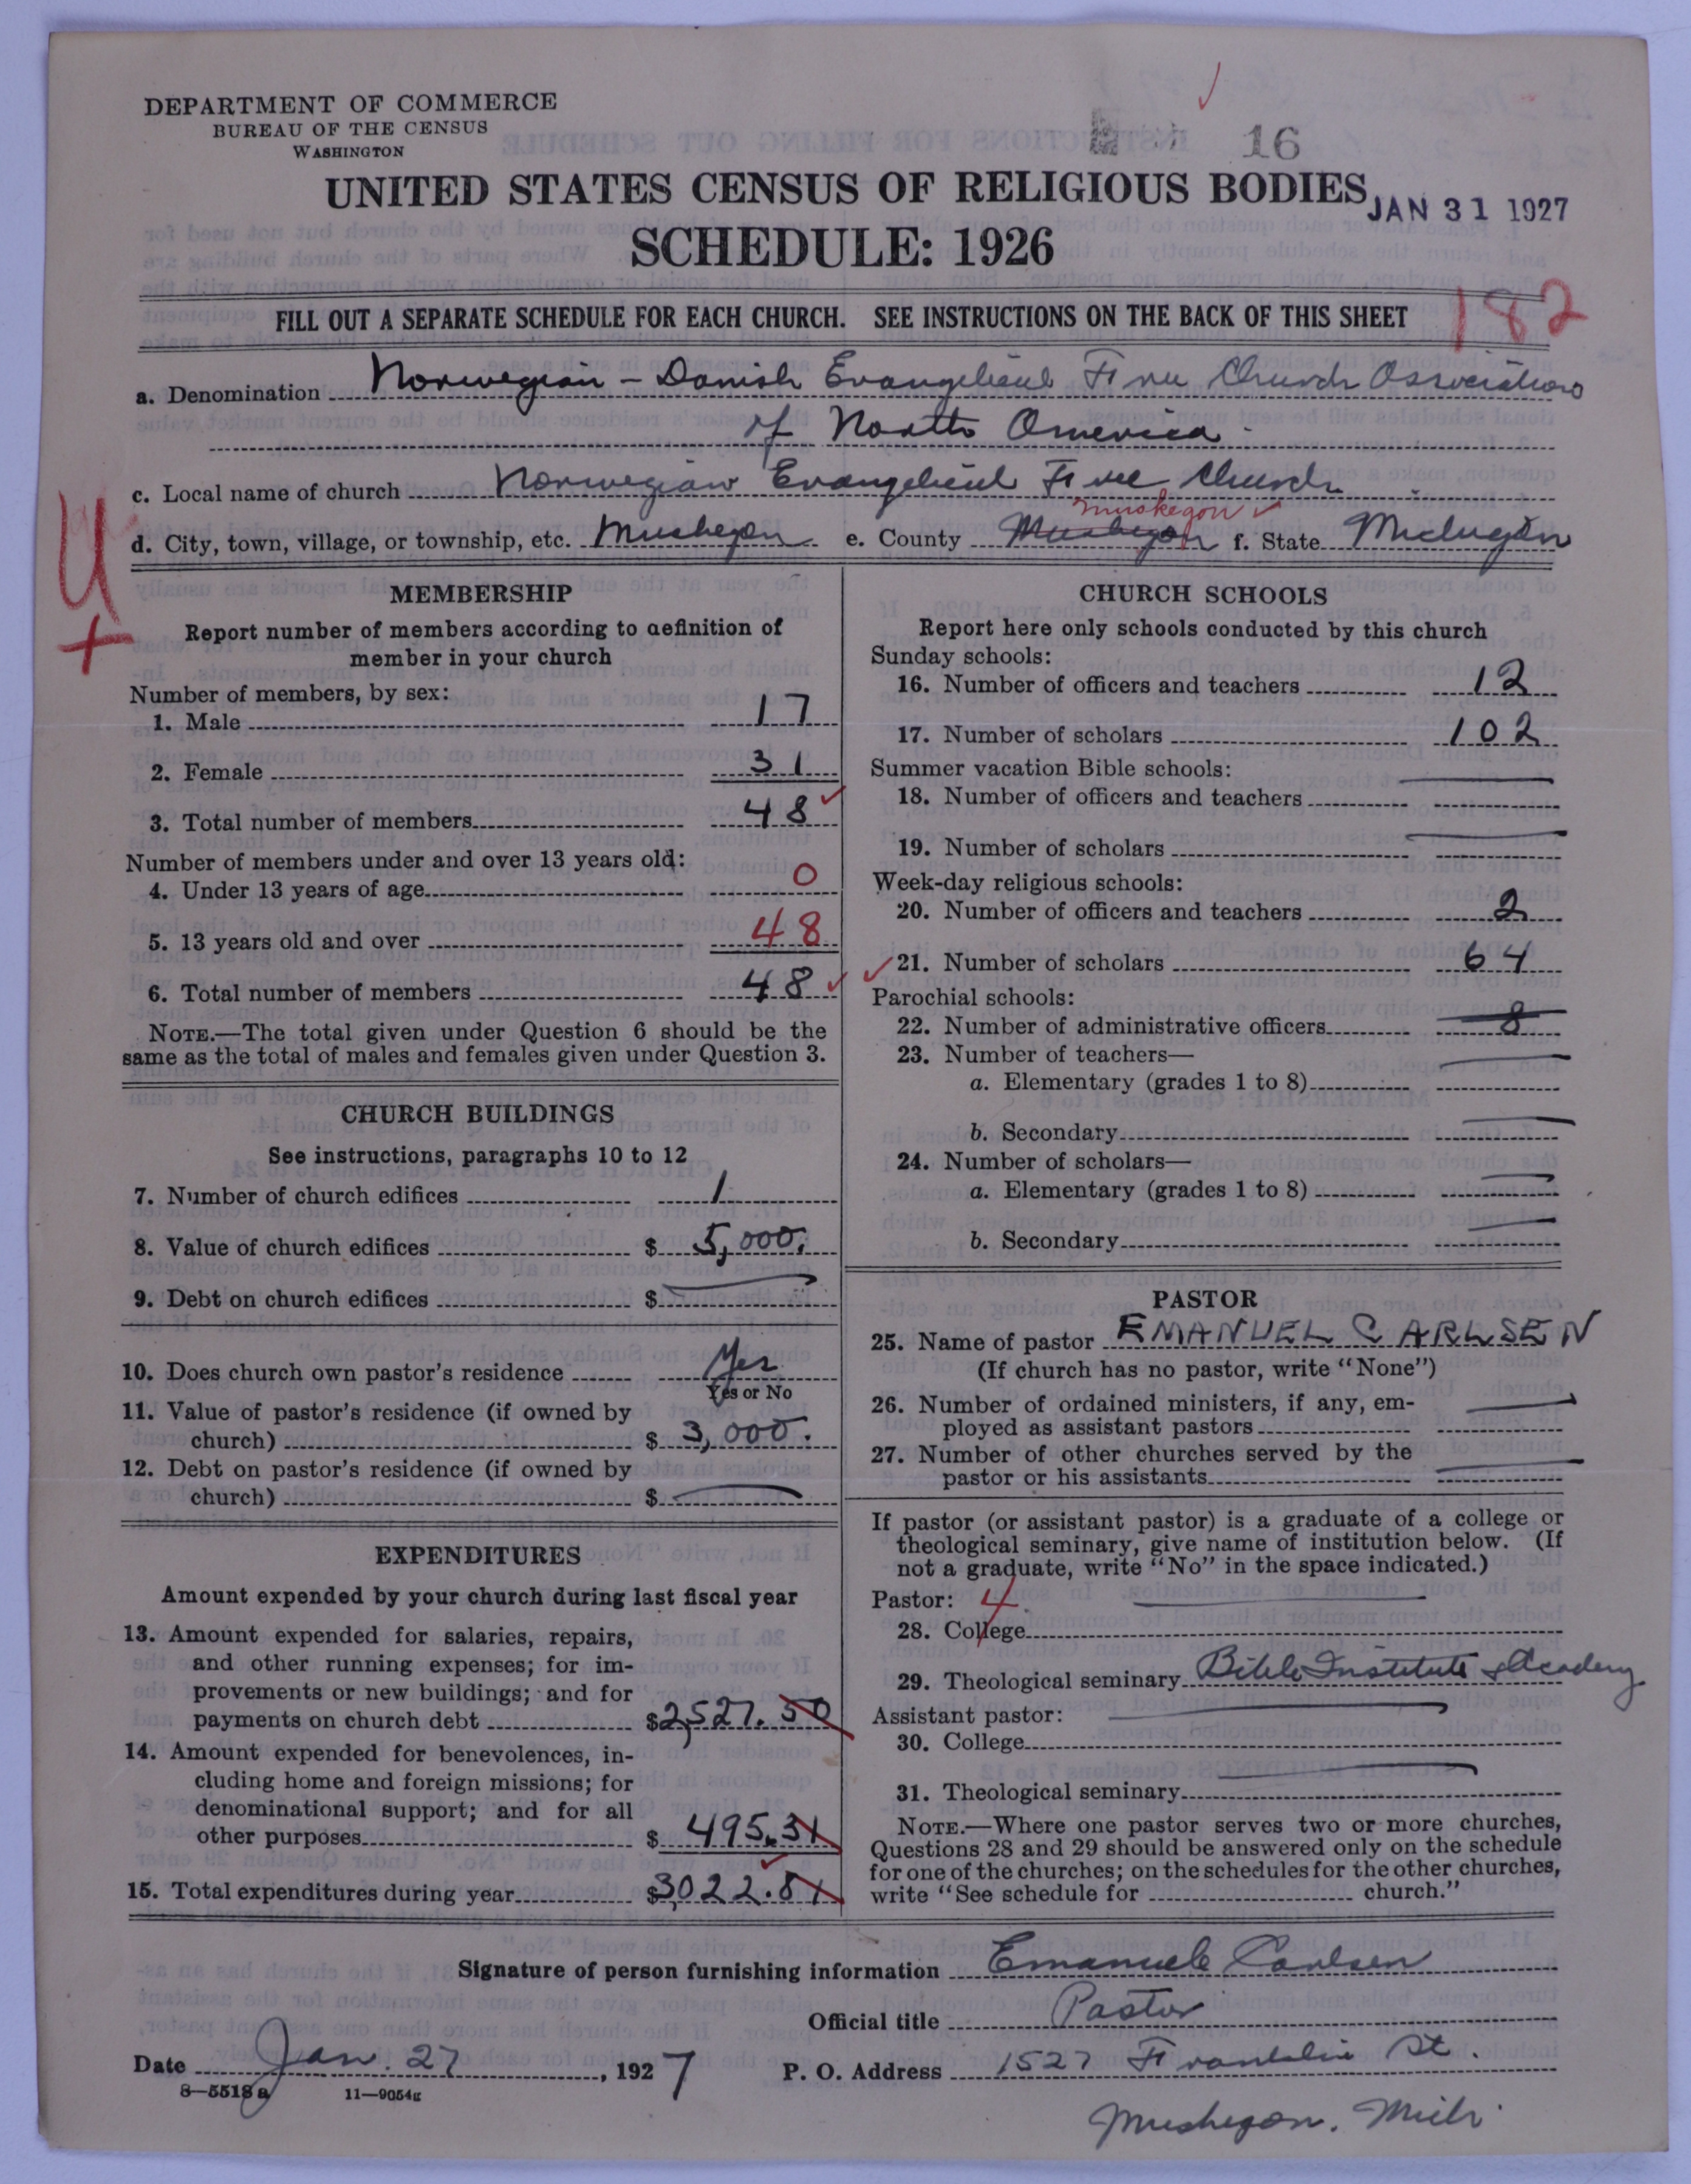 DEPARTMENT OF COMMERCE
BUREAU OF THE CENSUS
WASHINGTON
16
UNITED STATES CENSUS OF RELIGIOUS BODIES
JAN 31 1927
SCHEDULE: 1926
182
FILL OUT A SEPARATE SCHEDULE FOR EACH CHURCH. SEE INSTRUCTIONS ON THE BACK OF THIS SHEET
a. Denomination Norwegian - Danish Evangelical Free Church Association
of North America
c. Local name of church Norwegian Evangelical Free Church
d. City, town, village, or township, etc. Muskegon e. County Muskegon Muskegon f. State Michigan
U
+
MEMBERSHIP
Report number of members according to definition of
member in your church
Number of members, by sex:
1. Male 17
2. Female 31
3. Total number of members 48
Number of members under and over 13 years old:
4. Under 13 years of age 0
5. 13 years old and over 48
6. Total number of members 48
NOTE.—The total given under Question 6 should be the
same as the total of males and females given under Question 3.
CHURCH BUILDINGS
See instructions, paragraphs 10 to 12
7. Number of church edifices 1
8. Value of church edifices $ 5,000.
9. Debt on church edifices $
10. Does church own pastor's residence Yes
Yes or No
11. Value of pastor's residence (if owned by
church) $ 3,000.
12. Debt on pastor's residence (if owned by
church) $
EXPENDITURES
Amount expended by your church during last fiscal year
13. Amount expended for salaries, repairs,
and other running expenses; for im-
provements or new buildings; and for
payments on church debt $2,527.50
14. Amount expended for benevolences, in-
cluding home and foreign missions; for
denominational support; and for all
other purposes $ 495.31
15. Total expenditures during year $3,022.81
CHURCH SCHOOLS
Report here only schools conducted by this church
Sunday schools:
16. Number of officers and teachers 12
17. Number of scholars 102
Summer vacation Bible schools:
18. Number of officers and teachers
19. Number of scholars
Week-day religious schools:
20. Number of officers and teachers 2
21. Number of scholars 64
Parochial schools:
22. Number of administrative officers 8
23. Number of teachers—
a. Elementary (grades 1 to 8)
b. Secondary
24. Number of scholars—
a. Elementary (grades 1 to 8)
b. Secondary
PASTOR
25. Name of pastor EMANUEL CARLSEN
(If church has no pastor, write "None")
26. Number of ordained ministers, if any, em-
ployed as assistant pastors
27. Number of other churches served by the
pastor or his assistants
If pastor (or assistant pastor) is a graduate of a college or
theological seminary, give name of institution below. (If
not a graduate, write "No" in the space indicated.)
Pastor: 4
28. College
29. Theological seminary Bible Institute & Academy
Assistant pastor:
30. College
31. Theological seminary
NOTE.—Where one pastor serves two or more churches,
Questions 28 and 29 should be answered only on the schedule
for one of the churches; on the schedules for the other churches,
write "See schedule for church."
Signature of person furnishing information Emanuel Carlsen
Official title Pastor
Date Jan. 27, 1927 P. O. Address 1527 Franklin St.
8—5518a 11—9054a
Muskegon, Mich.